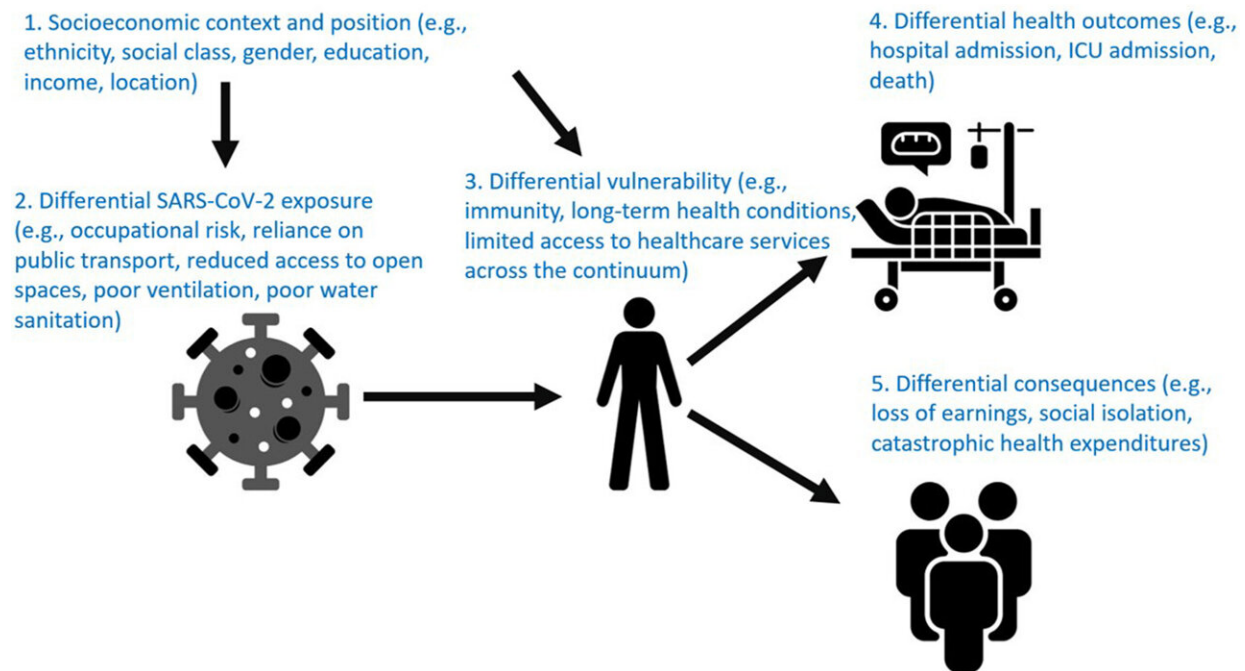 1. Socioeconomic context and position (e.g.,
ethnicity, social class, gender, education,
income, location)
2. Differential SARS-CoV-2 exposure
(e.g., occupational risk, reliance on
public transport, reduced access to open
spaces, poor ventilation, poor water
sanitation)
3. Differential vulnerability (e.g.,
immunity, long-term health conditions,
limited access to healthcare services
across the continuum)
4. Differential health outcomes (e.g.,
hospital admission, ICU admission,
death)
5. Differential consequences (e.g.,
loss of earnings, social isolation,
catastrophic health expenditures)